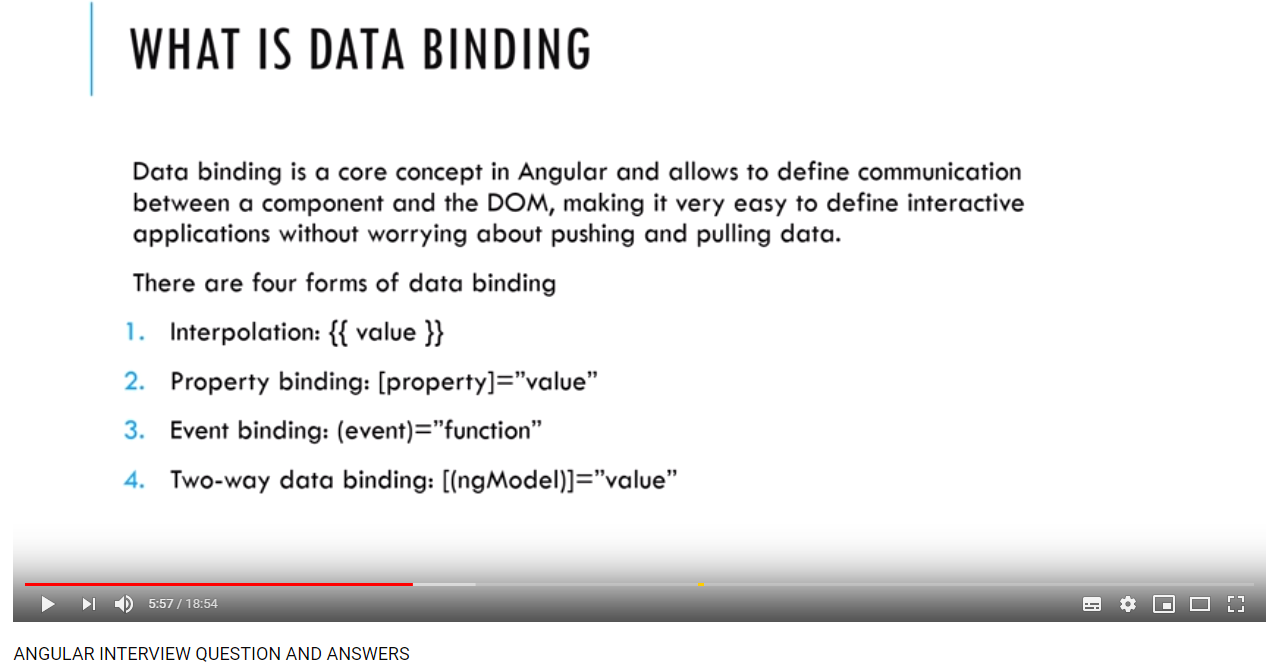 WHAT IS DATA BINDING
Data binding is a core concept in Angular and allows to define communication
between a component and the DOM, making it very easy to define interactive
applications without worrying about pushing and pulling data.
There are four forms of data binding
1. Interpolation: {{ value }}
2. Property binding: [property]=”value”
3. Event binding: (event)=”function”
4. Two-way data binding: [(ngModel)]=”value”
5:57 / 18:54
ANGULAR INTERVIEW QUESTION AND ANSWERS